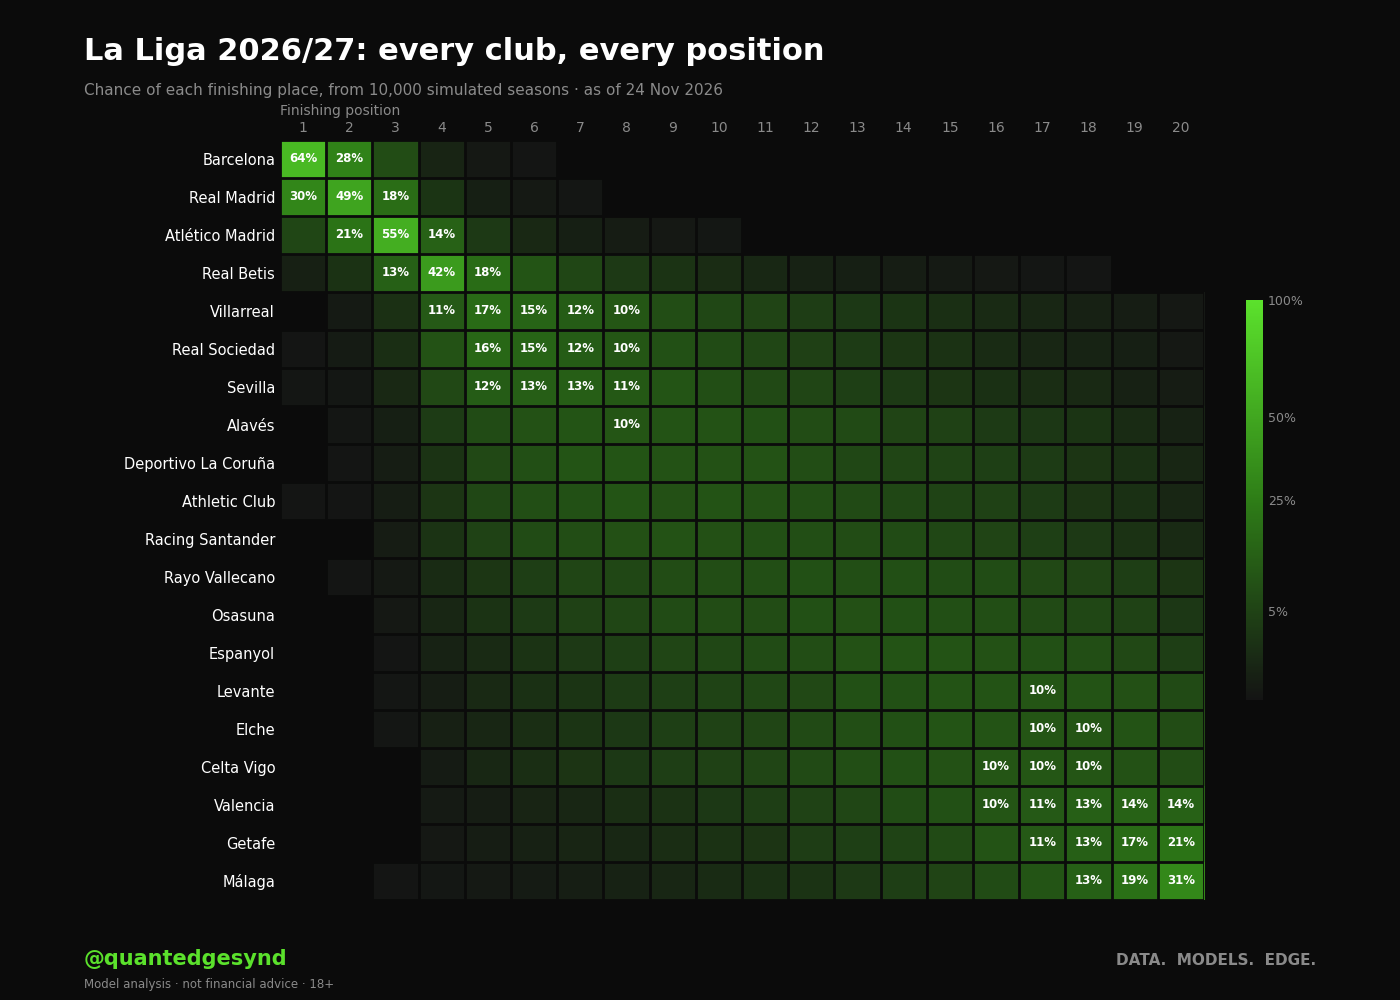 La Liga 2026/27: every club, every position
Chance of each finishing place, from 10,000 simulated seasons · as of 24 Nov 2026
Finishing position
1 2 3 4 5 6 7 8 9 10 11 12 13 14 15 16 17 18 19 20
Barcelona 64% 28%
Real Madrid 30% 49% 18%
Atlético Madrid 21% 55% 14%
Real Betis 13% 42% 18%
Villarreal 11% 17% 15% 12% 10%
100%
Real Sociedad 16% 15% 12% 10%
Sevilla 12% 13% 13% 11%
Alavés 10%
50%
Deportivo La Coruña
Athletic Club
25%
Racing Santander
Rayo Vallecano
Osasuna
5%
Espanyol
Levante 10%
Elche 10% 10%
Celta Vigo 10% 10% 10%
Valencia 10% 11% 13% 14% 14%
Getafe 11% 13% 17% 21%
Málaga 13% 19% 31%
@quantedgesynd
DATA. MODELS. EDGE.
Model analysis · not financial advice · 18+